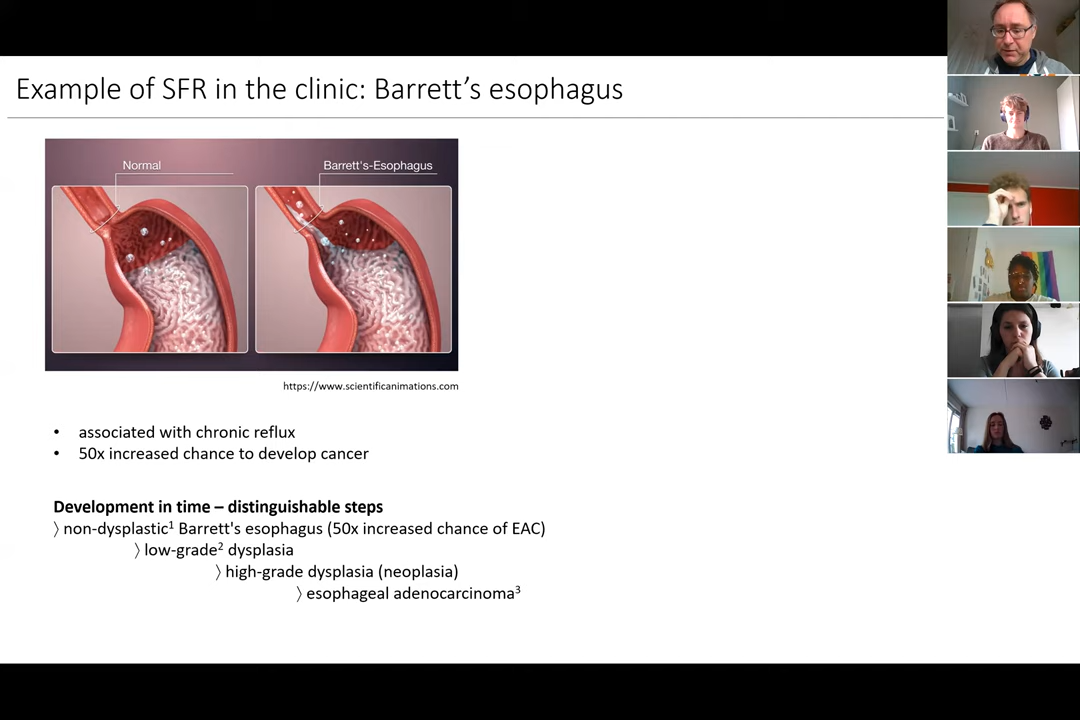 Example of SFR in the clinic: Barrett’s esophagus
Normal
Barrett's-Esophagus
https://www.scientificanimations.com
• associated with chronic reflux
• 50x increased chance to develop cancer
Development in time – distinguishable steps
〉non-dysplastic¹ Barrett's esophagus (50x increased chance of EAC)
〉low-grade² dysplasia
〉high-grade dysplasia (neoplasia)
〉esophageal adenocarcinoma³